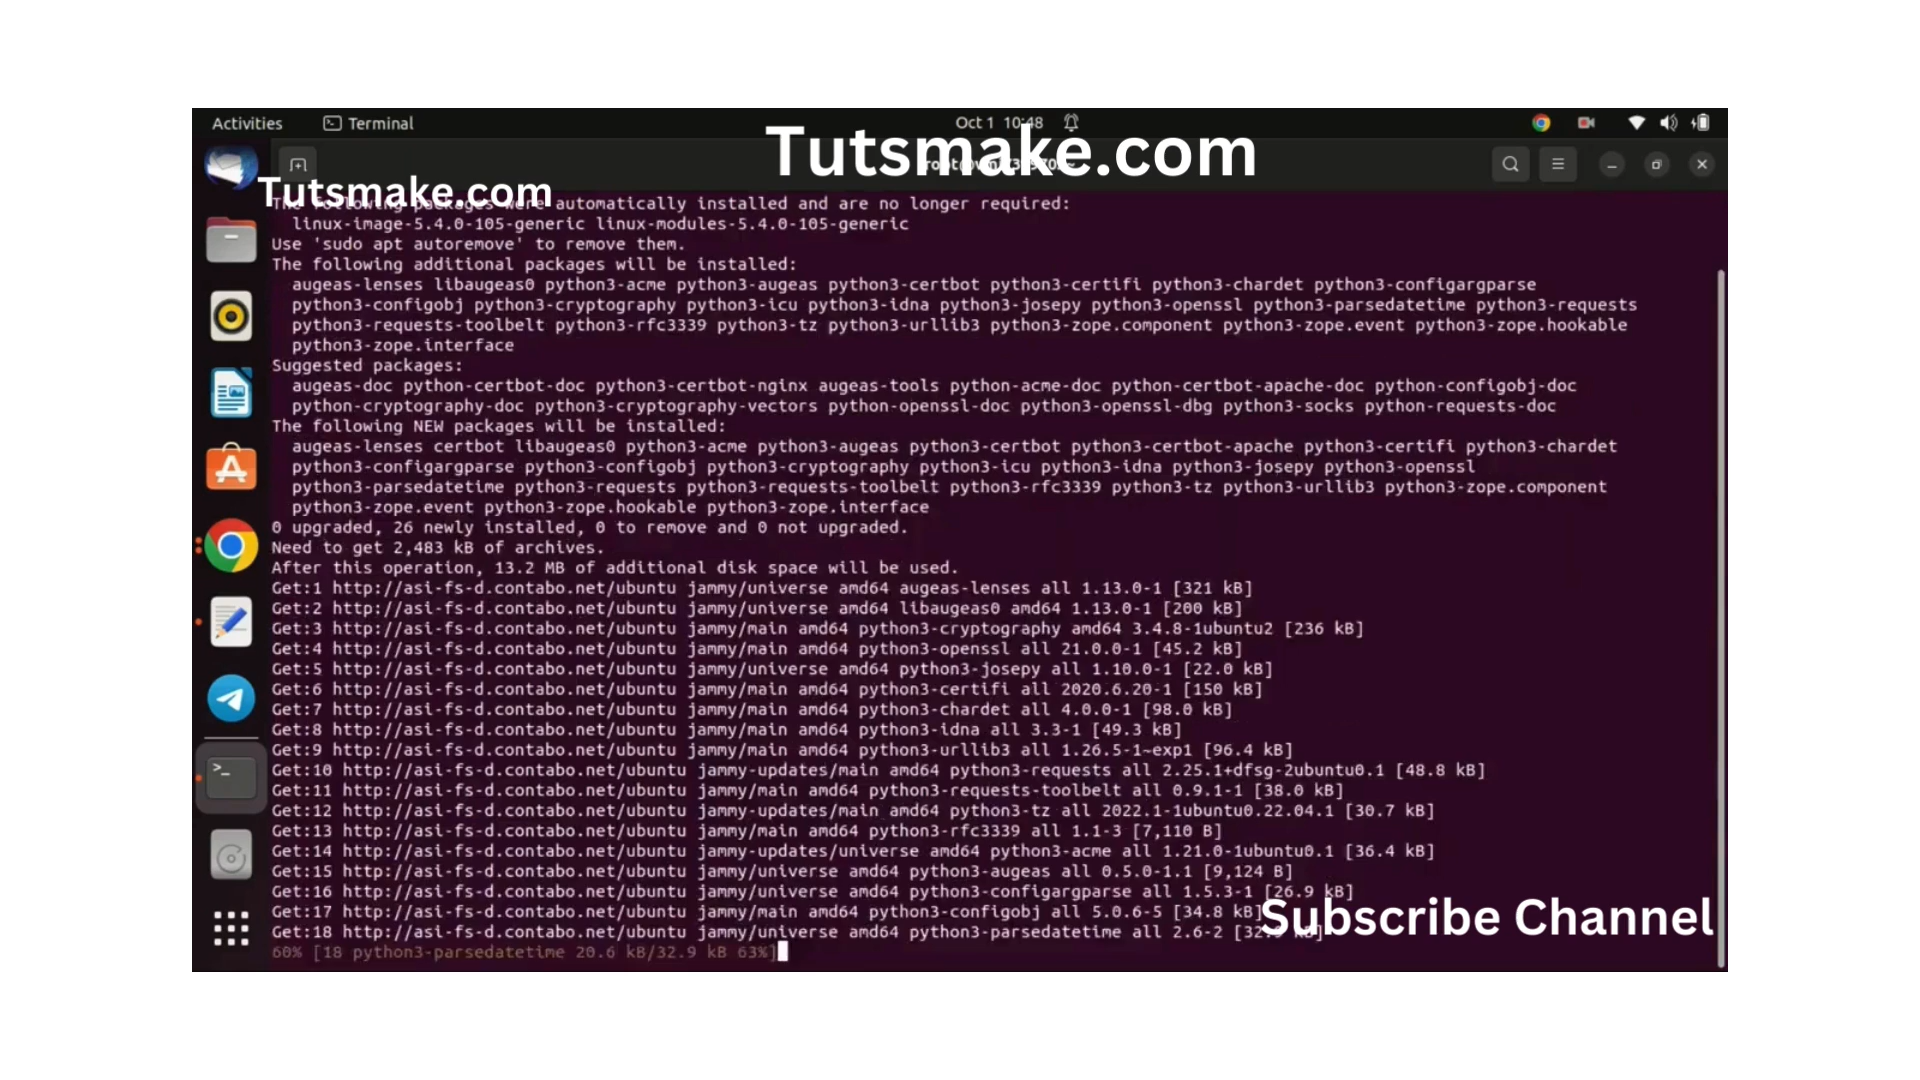 Activities Terminal Oct 1 10:48
Tutsmake.com
Tutsmake.com
The following packages were automatically installed and are no longer required:
linux-image-5.4.0-105-generic linux-modules-5.4.0-105-generic
Use 'sudo apt autoremove' to remove them.
The following additional packages will be installed:
augeas-lenses libaugeas0 python3-acme python3-augeas python3-certbot python3-certifi python3-chardet python3-configargparse
python3-configobj python3-cryptography python3-icu python3-idna python3-josepy python3-openssl python3-parsedatetime python3-requests
python3-requests-toolbelt python3-rfc3339 python3-tz python3-urllib3 python3-zope.component python3-zope.event python3-zope.hookable
python3-zope.interface
Suggested packages:
augeas-doc python-certbot-doc python3-certbot-nginx augeas-tools python-acme-doc python-certbot-apache-doc python-configobj-doc
python-cryptography-doc python3-cryptography-vectors python-openssl-doc python3-openssl-dbg python3-socks python-requests-doc
The following NEW packages will be installed:
augeas-lenses certbot libaugeas0 python3-acme python3-augeas python3-certbot python3-certbot-apache python3-certifi python3-chardet
python3-configargparse python3-configobj python3-cryptography python3-icu python3-idna python3-josepy python3-openssl
python3-parsedatetime python3-requests python3-requests-toolbelt python3-rfc3339 python3-tz python3-urllib3 python3-zope.component
python3-zope.event python3-zope.hookable python3-zope.interface
0 upgraded, 26 newly installed, 0 to remove and 0 not upgraded.
Need to get 2,483 kB of archives.
After this operation, 13.2 MB of additional disk space will be used.
Get:1 http://asi-fs-d.contabo.net/ubuntu jammy/universe amd64 augeas-lenses all 1.13.0-1 [321 kB]
Get:2 http://asi-fs-d.contabo.net/ubuntu jammy/universe amd64 libaugeas0 amd64 1.13.0-1 [200 kB]
Get:3 http://asi-fs-d.contabo.net/ubuntu jammy/main amd64 python3-cryptography amd64 3.4.8-1ubuntu2 [236 kB]
Get:4 http://asi-fs-d.contabo.net/ubuntu jammy/main amd64 python3-openssl all 21.0.0-1 [45.2 kB]
Get:5 http://asi-fs-d.contabo.net/ubuntu jammy/universe amd64 python3-josepy all 1.10.0-1 [22.0 kB]
Get:6 http://asi-fs-d.contabo.net/ubuntu jammy/main amd64 python3-certifi all 2020.6.20-1 [150 kB]
Get:7 http://asi-fs-d.contabo.net/ubuntu jammy/main amd64 python3-chardet all 4.0.0-1 [98.0 kB]
Get:8 http://asi-fs-d.contabo.net/ubuntu jammy/main amd64 python3-idna all 3.3-1 [49.3 kB]
Get:9 http://asi-fs-d.contabo.net/ubuntu jammy/main amd64 python3-urllib3 all 1.26.5-1~exp1 [96.4 kB]
Get:10 http://asi-fs-d.contabo.net/ubuntu jammy-updates/main amd64 python3-requests all 2.25.1+dfsg-2ubuntu0.1 [48.8 kB]
Get:11 http://asi-fs-d.contabo.net/ubuntu jammy/main amd64 python3-requests-toolbelt all 0.9.1-1 [38.0 kB]
Get:12 http://asi-fs-d.contabo.net/ubuntu jammy-updates/main amd64 python3-tz all 2022.1-1ubuntu0.22.04.1 [30.7 kB]
Get:13 http://asi-fs-d.contabo.net/ubuntu jammy/main amd64 python3-rfc3339 all 1.1-3 [7,110 B]
Get:14 http://asi-fs-d.contabo.net/ubuntu jammy-updates/universe amd64 python3-acme all 1.21.0-1ubuntu0.1 [36.4 kB]
Get:15 http://asi-fs-d.contabo.net/ubuntu jammy/universe amd64 python3-augeas all 0.5.0-1.1 [9,124 B]
Get:16 http://asi-fs-d.contabo.net/ubuntu jammy/universe amd64 python3-configargparse all 1.5.3-1 [26.9 kB]
Get:17 http://asi-fs-d.contabo.net/ubuntu jammy/main amd64 python3-configobj all 5.0.6-5 [34.8 kB]
Get:18 http://asi-fs-d.contabo.net/ubuntu jammy/universe amd64 python3-parsedatetime all 2.6-2 [32.9 kB]
Subscribe Channel
60% [18 python3-parsedatetime 20.6 kB/32.9 kB 63%]